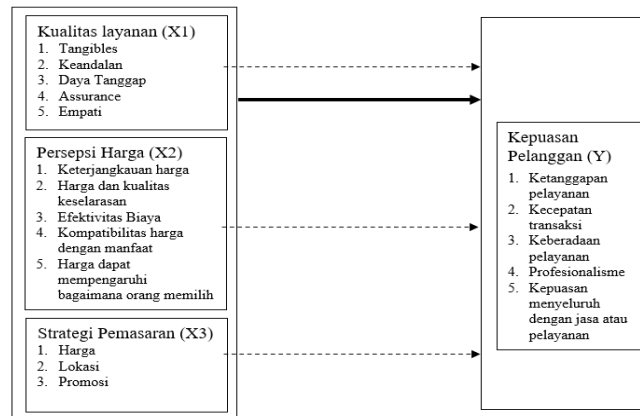 Kualitas layanan (X1)
1. Tangibles
2. Keandalan
3. Daya Tanggap
4. Assurance
5. Empati
Persepsi Harga (X2)
1. Keterjangkauan harga
2. Harga dan kualitas
keselarasan
3. Efektivitas Biaya
4. Kompatibilitas harga
dengan manfaat
5. Harga dapat
mempengaruhi
bagaimana orang memilih
Strategi Pemasaran (X3)
1. Harga
2. Lokasi
3. Promosi
Kepuasan
Pelanggan (Y)
1. Ketanggapan
pelayanan
2. Kecepatan
transaksi
3. Keberadaan
pelayanan
4. Profesionalisme
5. Kepuasan
menyeluruh
dengan jasa atau
pelayanan